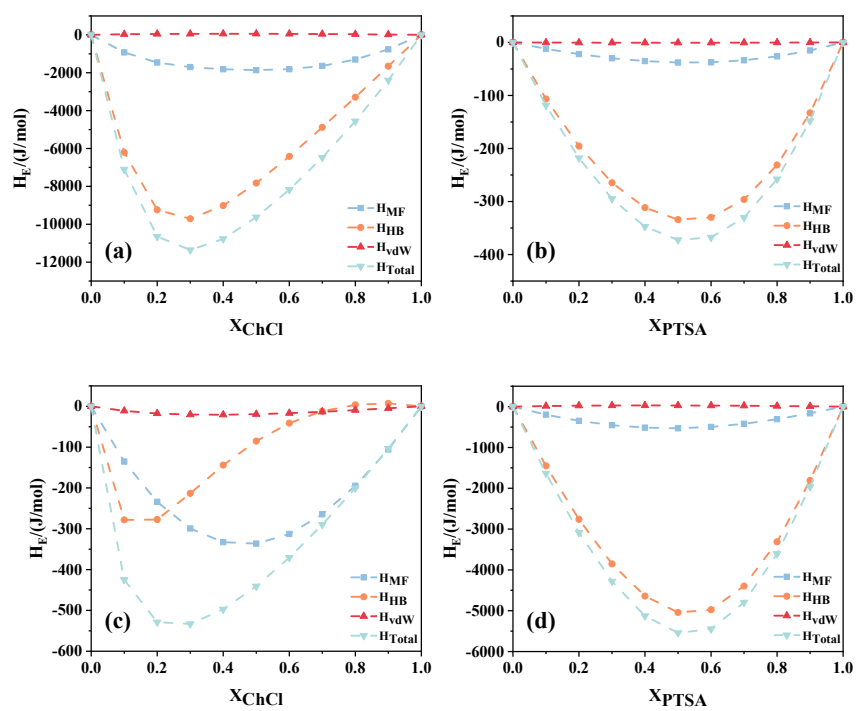 0
-2000
-4000
-6000
-8000
-10000
-12000
H_E/(J/mol)
(a)
H_MF
H_HB
H_vdW
H_Total
0.0 0.2 0.4 0.6 0.8 1.0
X_ChCl
0
-100
-200
-300
-400
H_E/(J/mol)
(b)
H_MF
H_HB
H_vdW
H_Total
0.0 0.2 0.4 0.6 0.8 1.0
X_PTSA
0
-100
-200
-300
-400
-500
-600
H_E/(J/mol)
(c)
H_MF
H_HB
H_vdW
H_Total
0.0 0.2 0.4 0.6 0.8 1.0
X_ChCl
0
-1000
-2000
-3000
-4000
-5000
-6000
H_E/(J/mol)
(d)
H_MF
H_HB
H_vdW
H_Total
0.0 0.2 0.4 0.6 0.8 1.0
X_PTSA